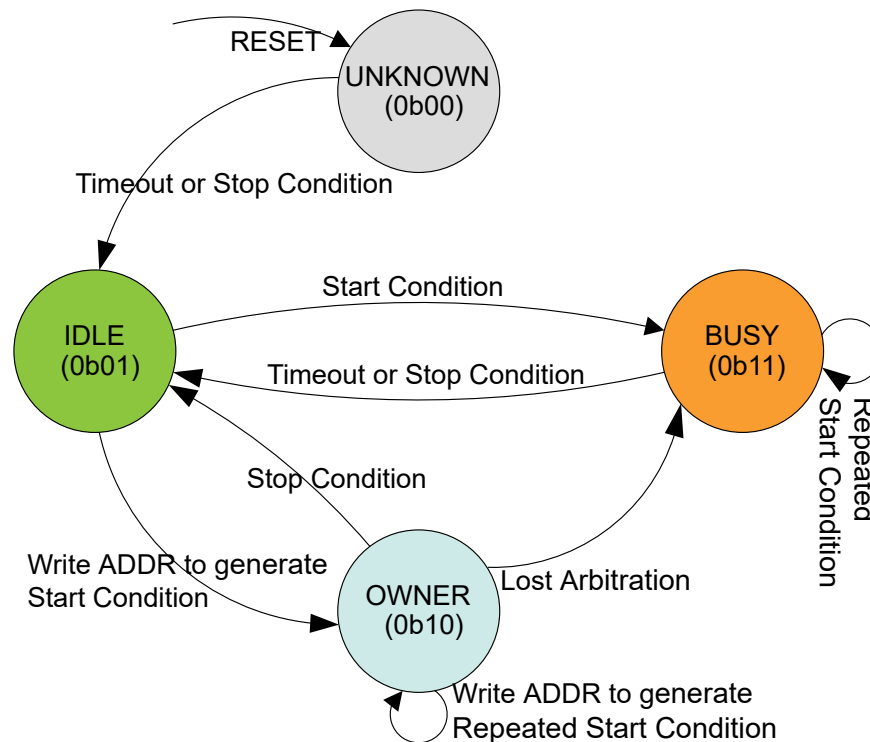 RESET
UNKNOWN
(0b00)
Timeout or Stop Condition
Start Condition
IDLE
(0b01)
BUSY
(0b11)
Timeout or Stop Condition
Repeated
Start Condition
Stop Condition
Write ADDR to generate
Start Condition
Lost Arbitration
OWNER
(0b10)
Write ADDR to generate
Repeated Start Condition